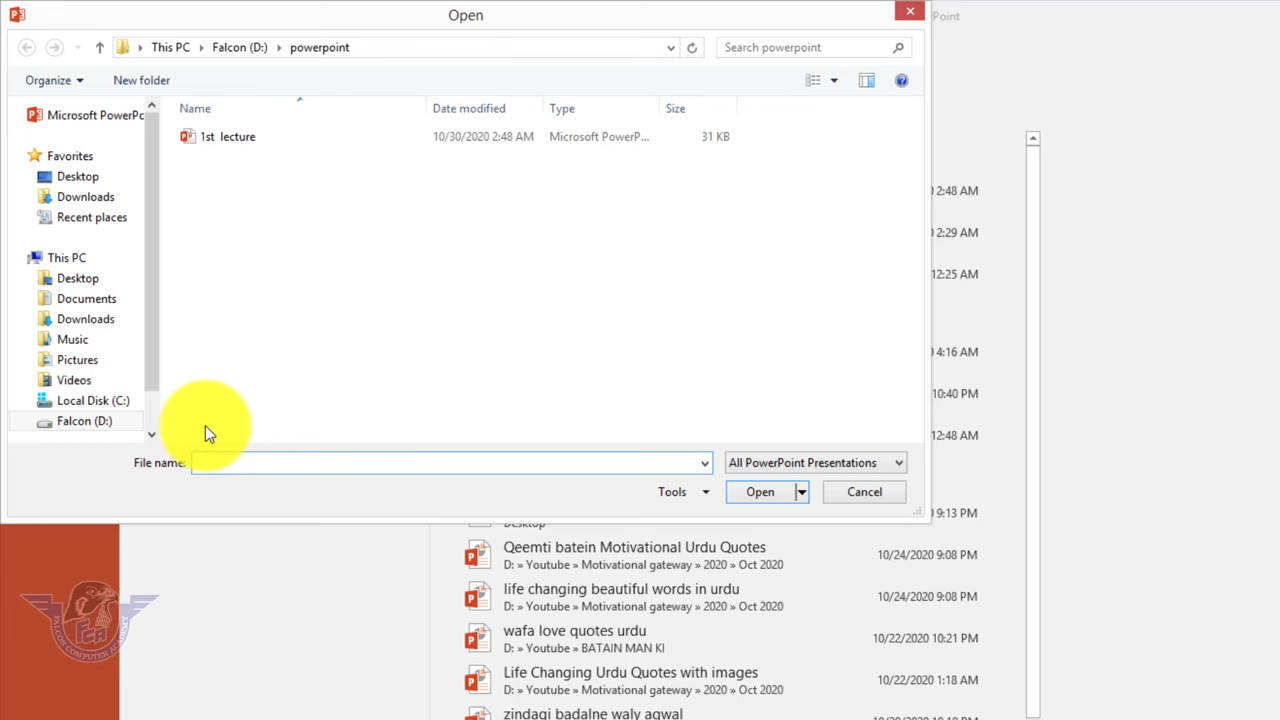 Open
Point
This PC
Falcon (D:)
powerpoint
Search powerpoint
Organize
New folder
Name
Date modified
Type
Size
1st lecture
10/30/2020 2:48 AM
Microsoft PowerP...
31 KB
Microsoft PowerPo
Favorites
Desktop
Downloads
Recent places
This PC
Desktop
Documents
Downloads
Music
Pictures
Videos
Local Disk (C:)
Falcon (D:)
2:48 AM
2:29 AM
12:25 AM
4:16 AM
10:40 PM
12:48 AM
File name:
All PowerPoint Presentations
Tools
Open
Cancel
9:13 PM
Desktop
Qeemti batein Motivational Urdu Quotes
10/24/2020 9:08 PM
D: » Youtube » Motivational gateway » 2020 » Oct 2020
life changing beautiful words in urdu
10/24/2020 9:08 PM
D: » Youtube » Motivational gateway » 2020 » Oct 2020
wafa love quotes urdu
10/22/2020 10:21 PM
D: » Youtube » BATAIN MAN KI
Life Changing Urdu Quotes with images
10/22/2020 1:18 AM
D: » Youtube » Motivational gateway » 2020 » Oct 2020
zindagi badalne waly aqwal
FCA
FALCON COMPUTER ACADEMY